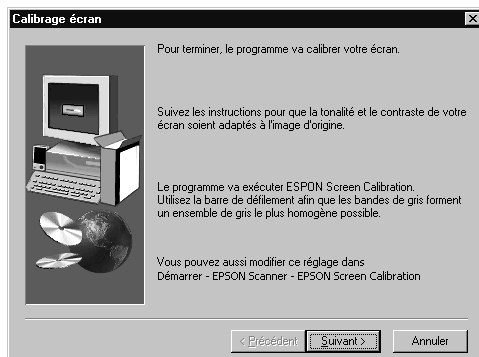 Calibrage écran
Pour terminer, le programme va calibrer votre écran.
Suivez les instructions pour que la tonalité et le contraste de votre
écran soient adaptés à l'image d'origine.
Le programme va exécuter ESPON Screen Calibration.
Utilisez la barre de défilement afin que les bandes de gris forment
un ensemble de gris le plus homogène possible.
Vous pouvez aussi modifier ce réglage dans
Démarrer - EPSON Scanner - EPSON Screen Calibration
< Précédent
Suivant >
Annuler